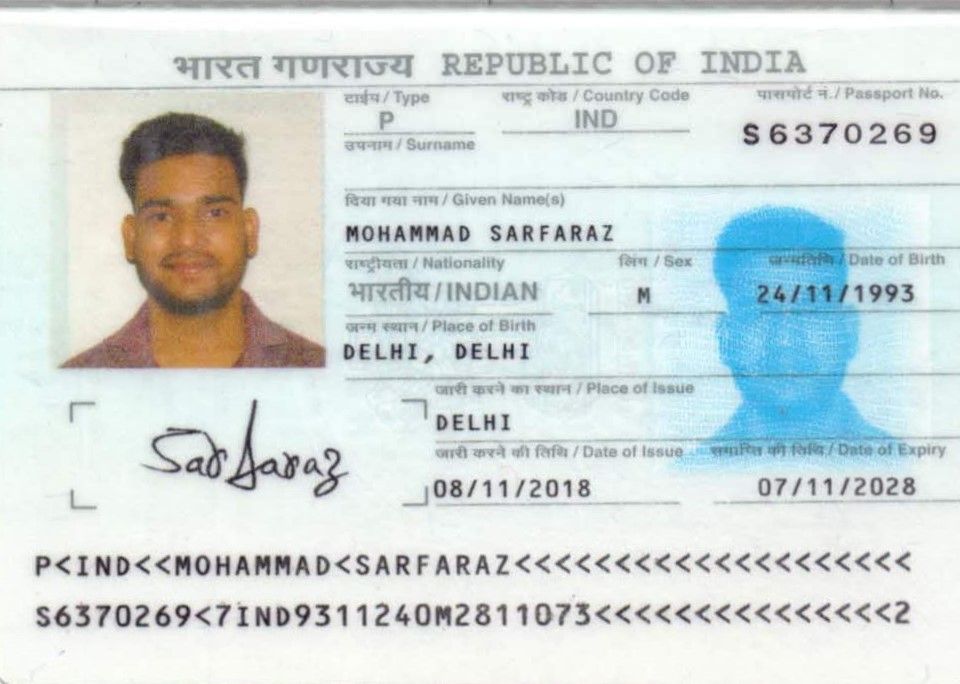 भारत गणराज्य REPUBLIC OF INDIA
टाईप / Type राष्ट्र कोड / Country Code पासपोर्ट नं. / Passport No.
P IND S6370269
उपनाम / Surname
दिया गया नाम / Given Name(s)
MOHAMMAD SARFARAZ
राष्ट्रीयता / Nationality लिंग / Sex जन्मतिथि / Date of Birth
भारतीय / INDIAN M 24/11/1993
जन्म स्थान / Place of Birth
DELHI, DELHI
जारी करने का स्थान / Place of Issue
DELHI
जारी करने की तिथि / Date of Issue समाप्ति की तिथि / Date of Expiry
08/11/2018 07/11/2028
Sarfaraz
P<IND<<MOHAMMAD<SARFARAZ<<<<<<<<<<<<<<<<<<<<
S6370269<7IND9311240M2811073<<<<<<<<<<<<<<<2